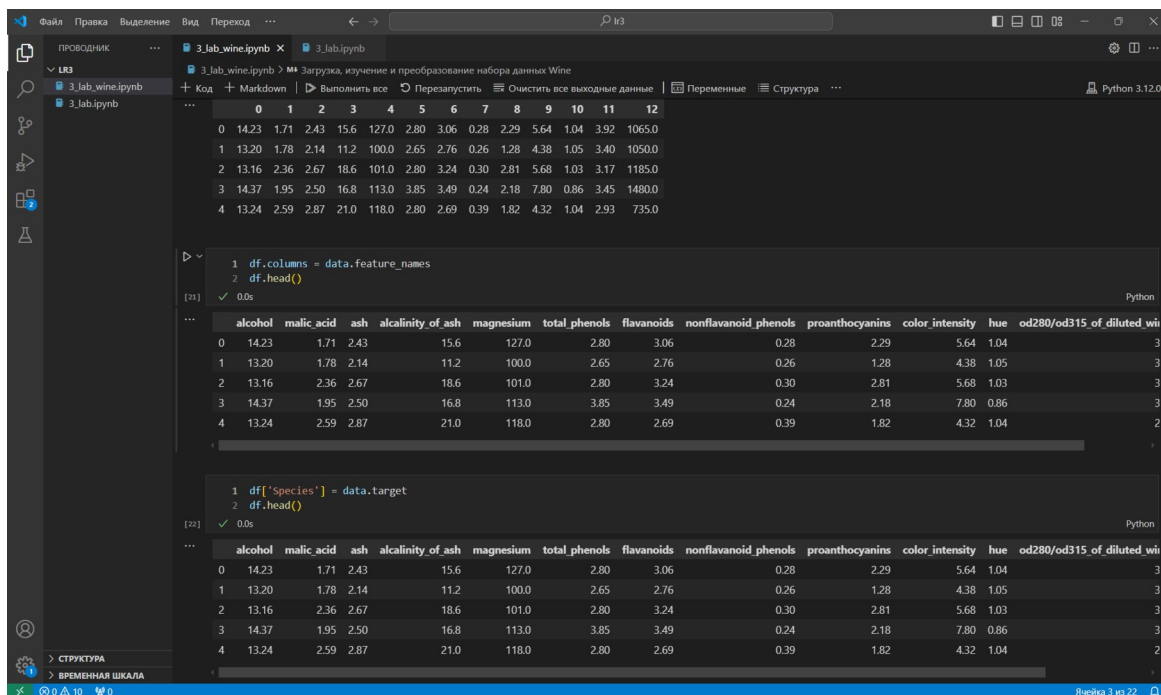 Файл Правка Выделение Вид Переход ··· lr3
ПРОВОДНИК ··· 3_lab_wine.ipynb 3_lab.ipynb
LR3 3_lab_wine.ipynb > M↓ Загрузка, изучение и преобразование набора данных Wine
3_lab_wine.ipynb + Код + Markdown Выполнить все Перезапустить Очистить все выходные данные Переменные Структура ··· Python 3.12.0
3_lab.ipynb
0 1 2 3 4 5 6 7 8 9 10 11 12
0 14.23 1.71 2.43 15.6 127.0 2.80 3.06 0.28 2.29 5.64 1.04 3.92 1065.0
1 13.20 1.78 2.14 11.2 100.0 2.65 2.76 0.26 1.28 4.38 1.05 3.40 1050.0
2 13.16 2.36 2.67 18.6 101.0 2.80 3.24 0.30 2.81 5.68 1.03 3.17 1185.0
3 14.37 1.95 2.50 16.8 113.0 3.85 3.49 0.24 2.18 7.80 0.86 3.45 1480.0
4 13.24 2.59 2.87 21.0 118.0 2.80 2.69 0.39 1.82 4.32 1.04 2.93 735.0
1 df.columns = data.feature_names
2 df.head()
[21] 0.0s Python
alcohol malic_acid ash alcalinity_of_ash magnesium total_phenols flavanoids nonflavanoid_phenols proanthocyanins color_intensity hue od280/od315_of_diluted_wi
0 14.23 1.71 2.43 15.6 127.0 2.80 3.06 0.28 2.29 5.64 1.04 3
1 13.20 1.78 2.14 11.2 100.0 2.65 2.76 0.26 1.28 4.38 1.05 3
2 13.16 2.36 2.67 18.6 101.0 2.80 3.24 0.30 2.81 5.68 1.03 3
3 14.37 1.95 2.50 16.8 113.0 3.85 3.49 0.24 2.18 7.80 0.86 3
4 13.24 2.59 2.87 21.0 118.0 2.80 2.69 0.39 1.82 4.32 1.04 2
1 df['Species'] = data.target
2 df.head()
[22] 0.0s Python
alcohol malic_acid ash alcalinity_of_ash magnesium total_phenols flavanoids nonflavanoid_phenols proanthocyanins color_intensity hue od280/od315_of_diluted_wi
0 14.23 1.71 2.43 15.6 127.0 2.80 3.06 0.28 2.29 5.64 1.04 3
1 13.20 1.78 2.14 11.2 100.0 2.65 2.76 0.26 1.28 4.38 1.05 3
2 13.16 2.36 2.67 18.6 101.0 2.80 3.24 0.30 2.81 5.68 1.03 3
3 14.37 1.95 2.50 16.8 113.0 3.85 3.49 0.24 2.18 7.80 0.86 3
4 13.24 2.59 2.87 21.0 118.0 2.80 2.69 0.39 1.82 4.32 1.04 2
СТРУКТУРА
ВРЕМЕННАЯ ШКАЛА
0 10 0 Ячейка 3 из 22